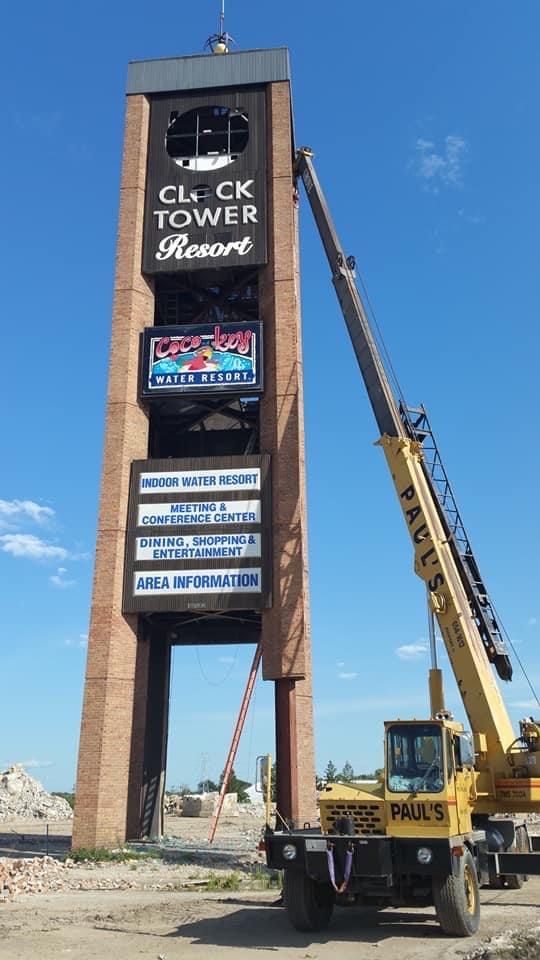 CLOCK
TOWER
Resort
CoCo Key
WATER RESORT
INDOOR WATER RESORT
MEETING &
CONFERENCE CENTER
DINING, SHOPPING &
ENTERTAINMENT
AREA INFORMATION
PAUL'S
PAUL'S